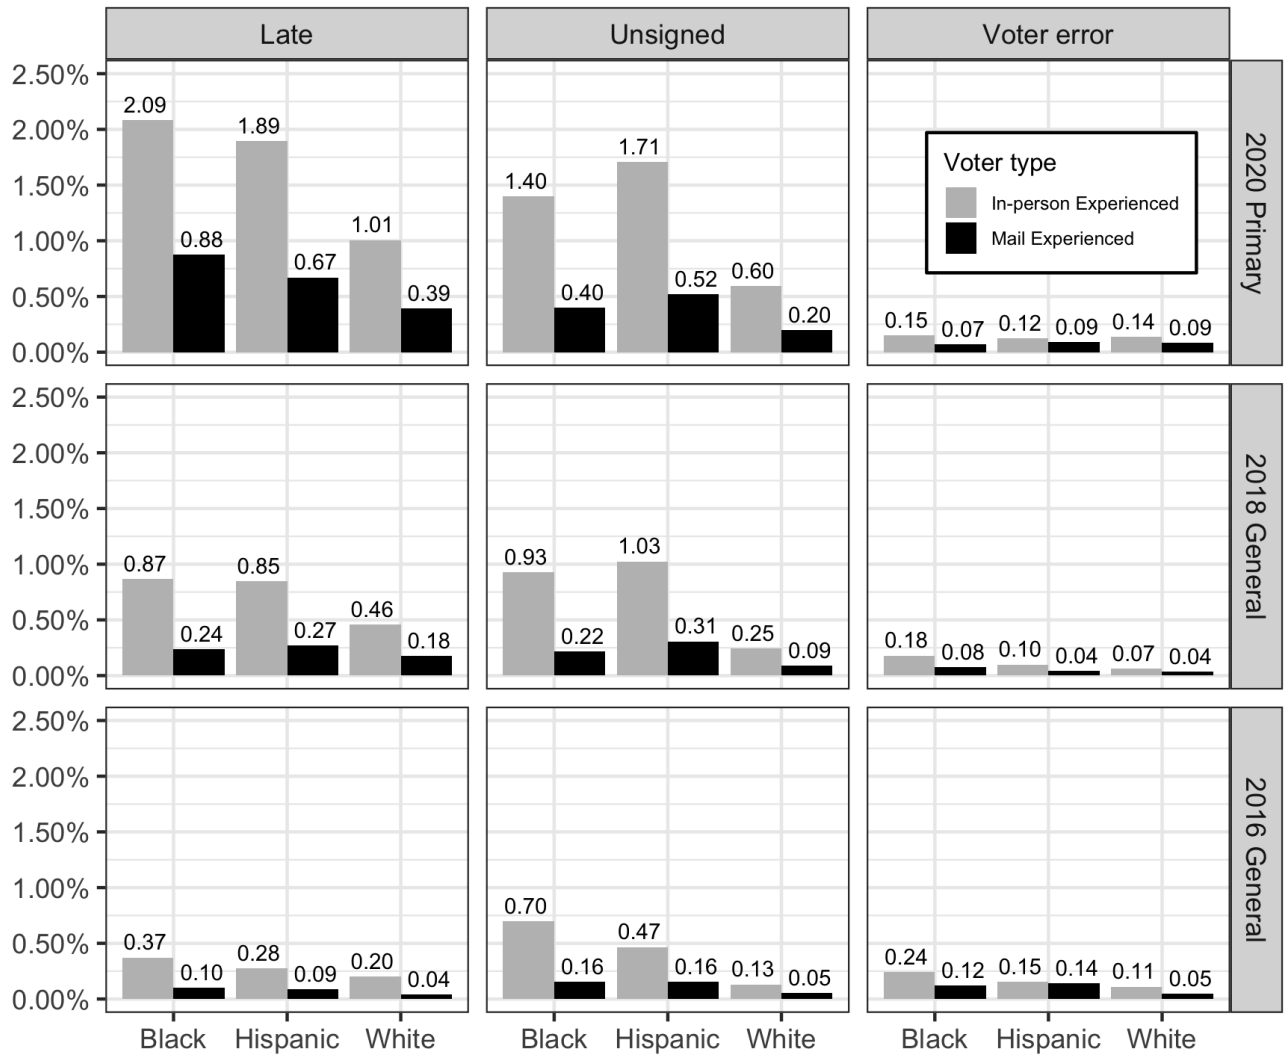 Late Unsigned Voter error
2.50%
2.00%
1.50%
1.00%
0.50%
0.00%
2.09 0.88 1.89 0.67 1.01 0.39
1.40 0.40 1.71 0.52 0.60 0.20
Voter type
In-person Experienced
Mail Experienced
0.15 0.07 0.12 0.09 0.14 0.09
2020 Primary
2.50%
2.00%
1.50%
1.00%
0.50%
0.00%
0.87 0.24 0.85 0.27 0.46 0.18
0.93 0.22 1.03 0.31 0.25 0.09
0.18 0.08 0.10 0.04 0.07 0.04
2018 General
2.50%
2.00%
1.50%
1.00%
0.50%
0.00%
0.37 0.10 0.28 0.09 0.20 0.04
0.70 0.16 0.47 0.16 0.13 0.05
0.24 0.12 0.15 0.14 0.11 0.05
2016 General
Black Hispanic White Black Hispanic White Black Hispanic White